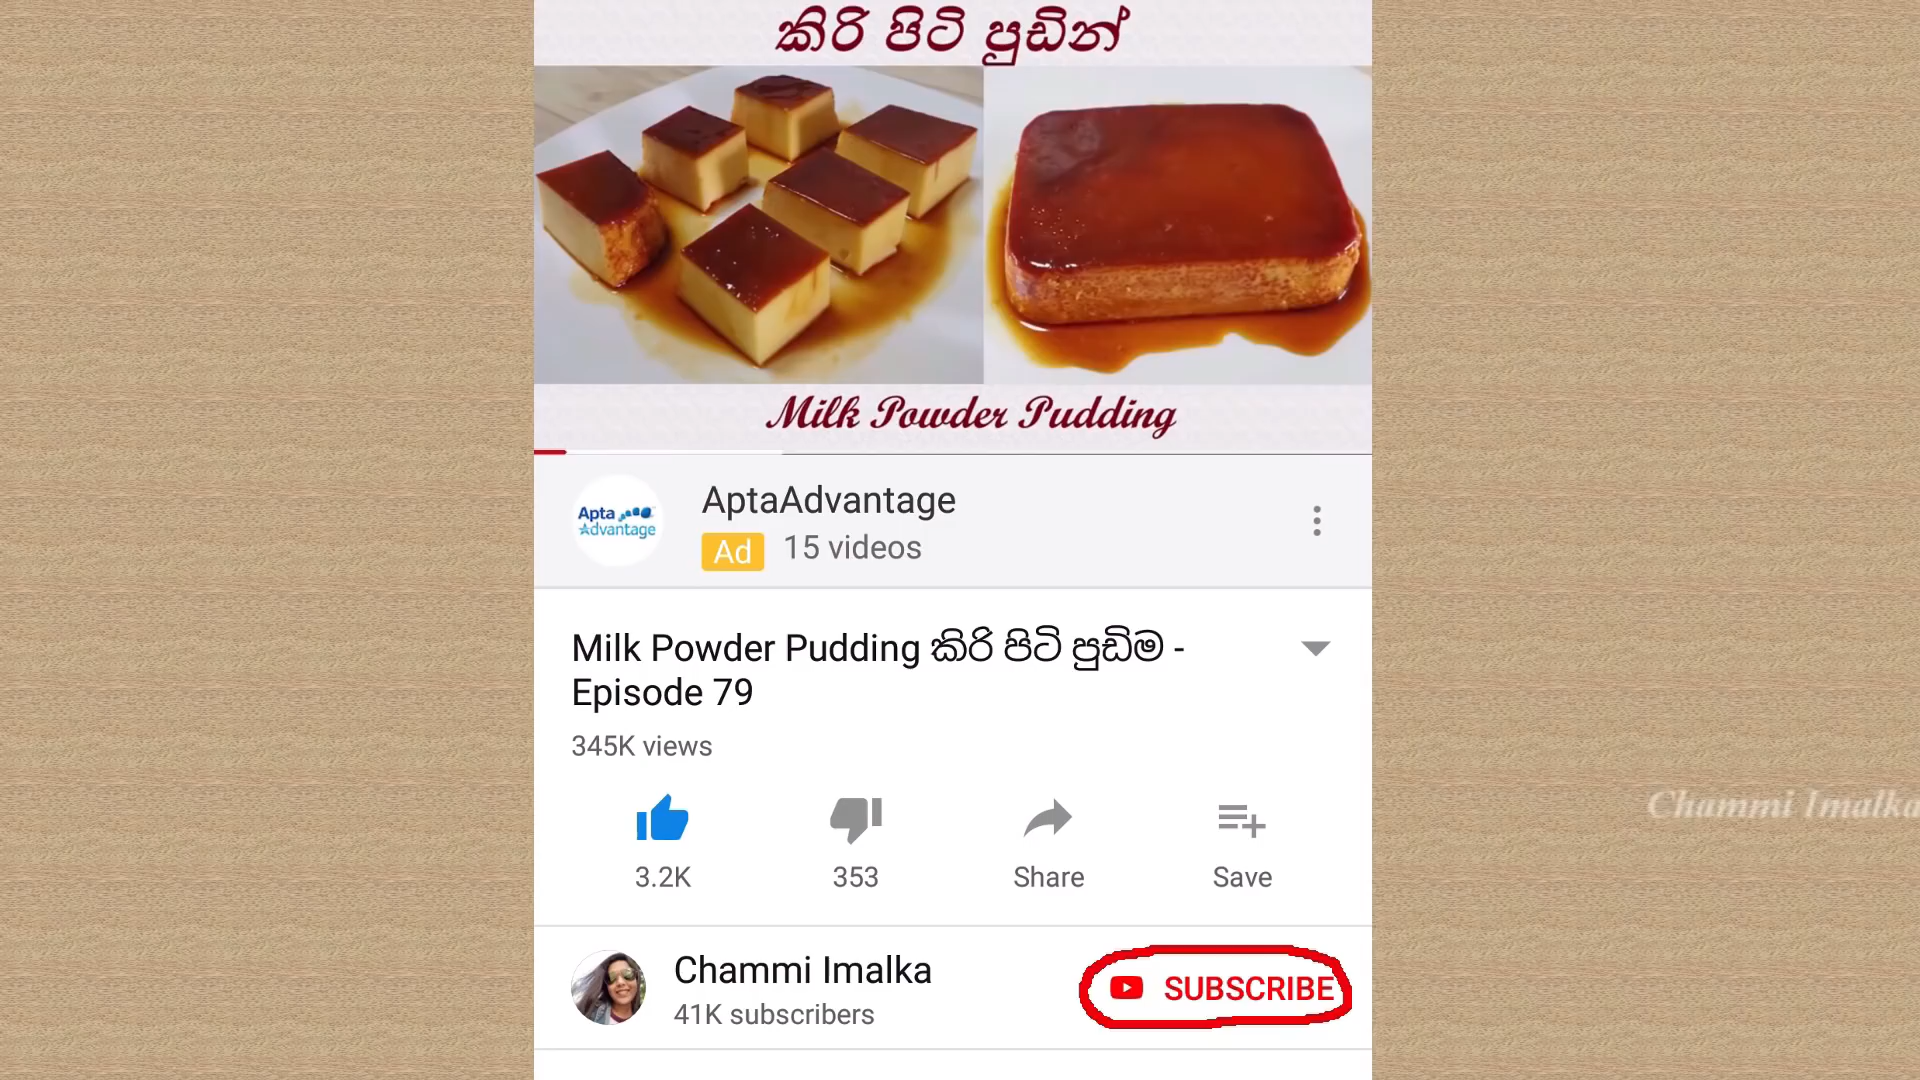 කිරි පිටි පුඩින්
Milk Powder Pudding
Apta
Advantage
AptaAdvantage
Ad 15 videos
Milk Powder Pudding කිරි පිටි පුඩිම -
Episode 79
345K views
3.2K 353 Share Save
Chammi Imalka
41K subscribers
SUBSCRIBE
Chammi Imalka